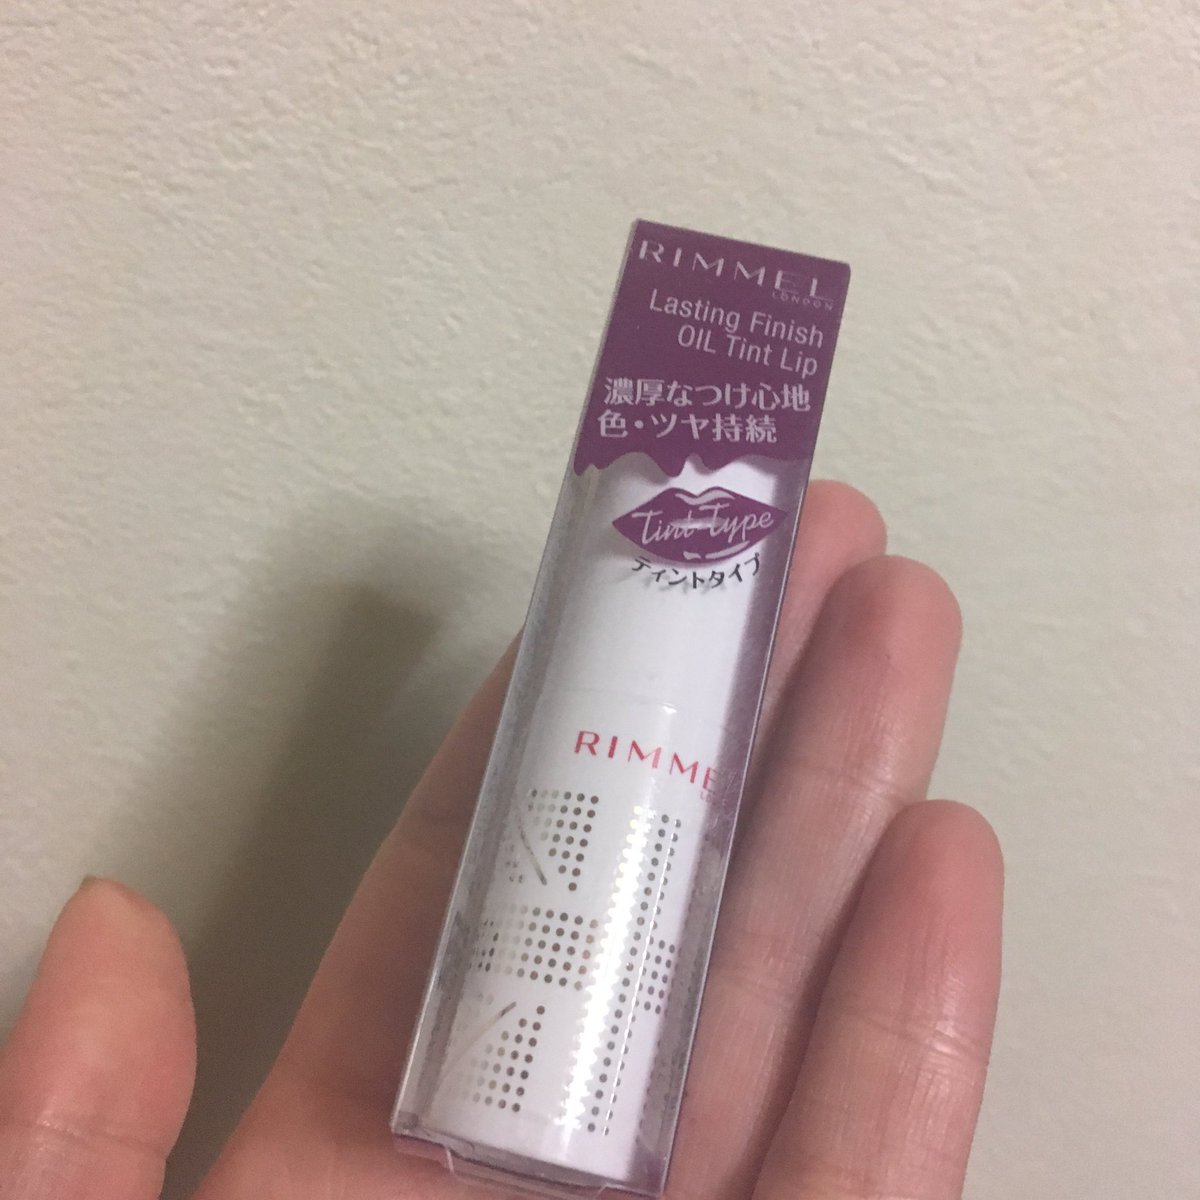 RIMMEL
LONDON
Lasting Finish
OIL Tint Lip
濃厚なつけ心地
色・ツヤ持続
Tint Type
ティントタイプ
RIMMEL